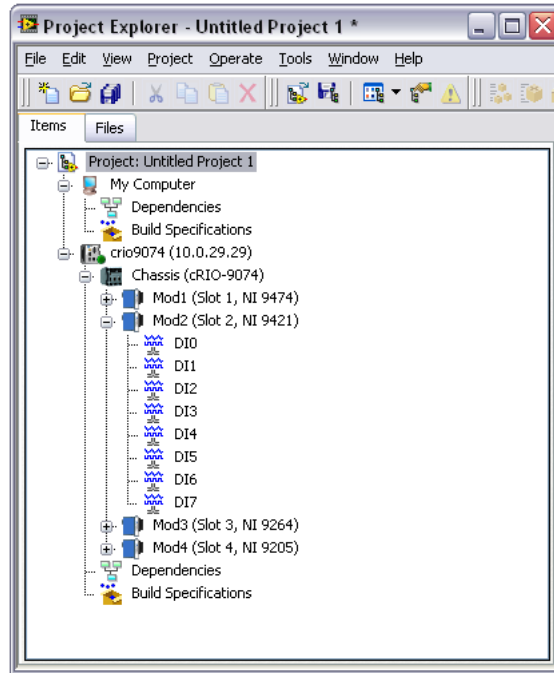 Project Explorer - Untitled Project 1 *
File Edit View Project Operate Tools Window Help
Items Files
Project: Untitled Project 1
My Computer
Dependencies
Build Specifications
crio9074 (10.0.29.29)
Chassis (cRIO-9074)
Mod1 (Slot 1, NI 9474)
Mod2 (Slot 2, NI 9421)
DI0
DI1
DI2
DI3
DI4
DI5
DI6
DI7
Mod3 (Slot 3, NI 9264)
Mod4 (Slot 4, NI 9205)
Dependencies
Build Specifications